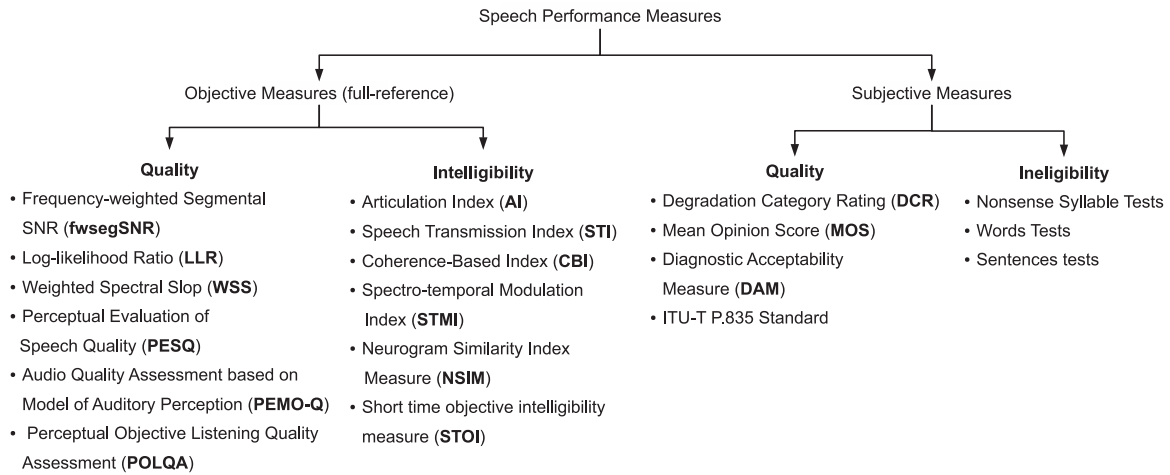 Speech Performance Measures
Objective Measures (full-reference)
Subjective Measures
Quality
• Frequency-weighted Segmental
SNR (fwsegSNR)
• Log-likelihood Ratio (LLR)
• Weighted Spectral Slop (WSS)
• Perceptual Evaluation of
Speech Quality (PESQ)
• Audio Quality Assessment based on
Model of Auditory Perception (PEMO-Q)
• Perceptual Objective Listening Quality
Assessment (POLQA)
Intelligibility
• Articulation Index (AI)
• Speech Transmission Index (STI)
• Coherence-Based Index (CBI)
• Spectro-temporal Modulation
Index (STMI)
• Neurogram Similarity Index
Measure (NSIM)
• Short time objective intelligibility
measure (STOI)
Quality
• Degradation Category Rating (DCR)
• Mean Opinion Score (MOS)
• Diagnostic Acceptability
Measure (DAM)
• ITU-T P.835 Standard
Ineligibility
• Nonsense Syllable Tests
• Words Tests
• Sentences tests